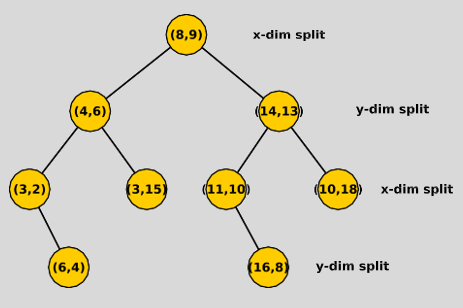 (8,9) x-dim split
(4,6) (14,13) y-dim split
(3,2) (3,15) (11,10) (10,18) x-dim split
(6,4) (16,8) y-dim split